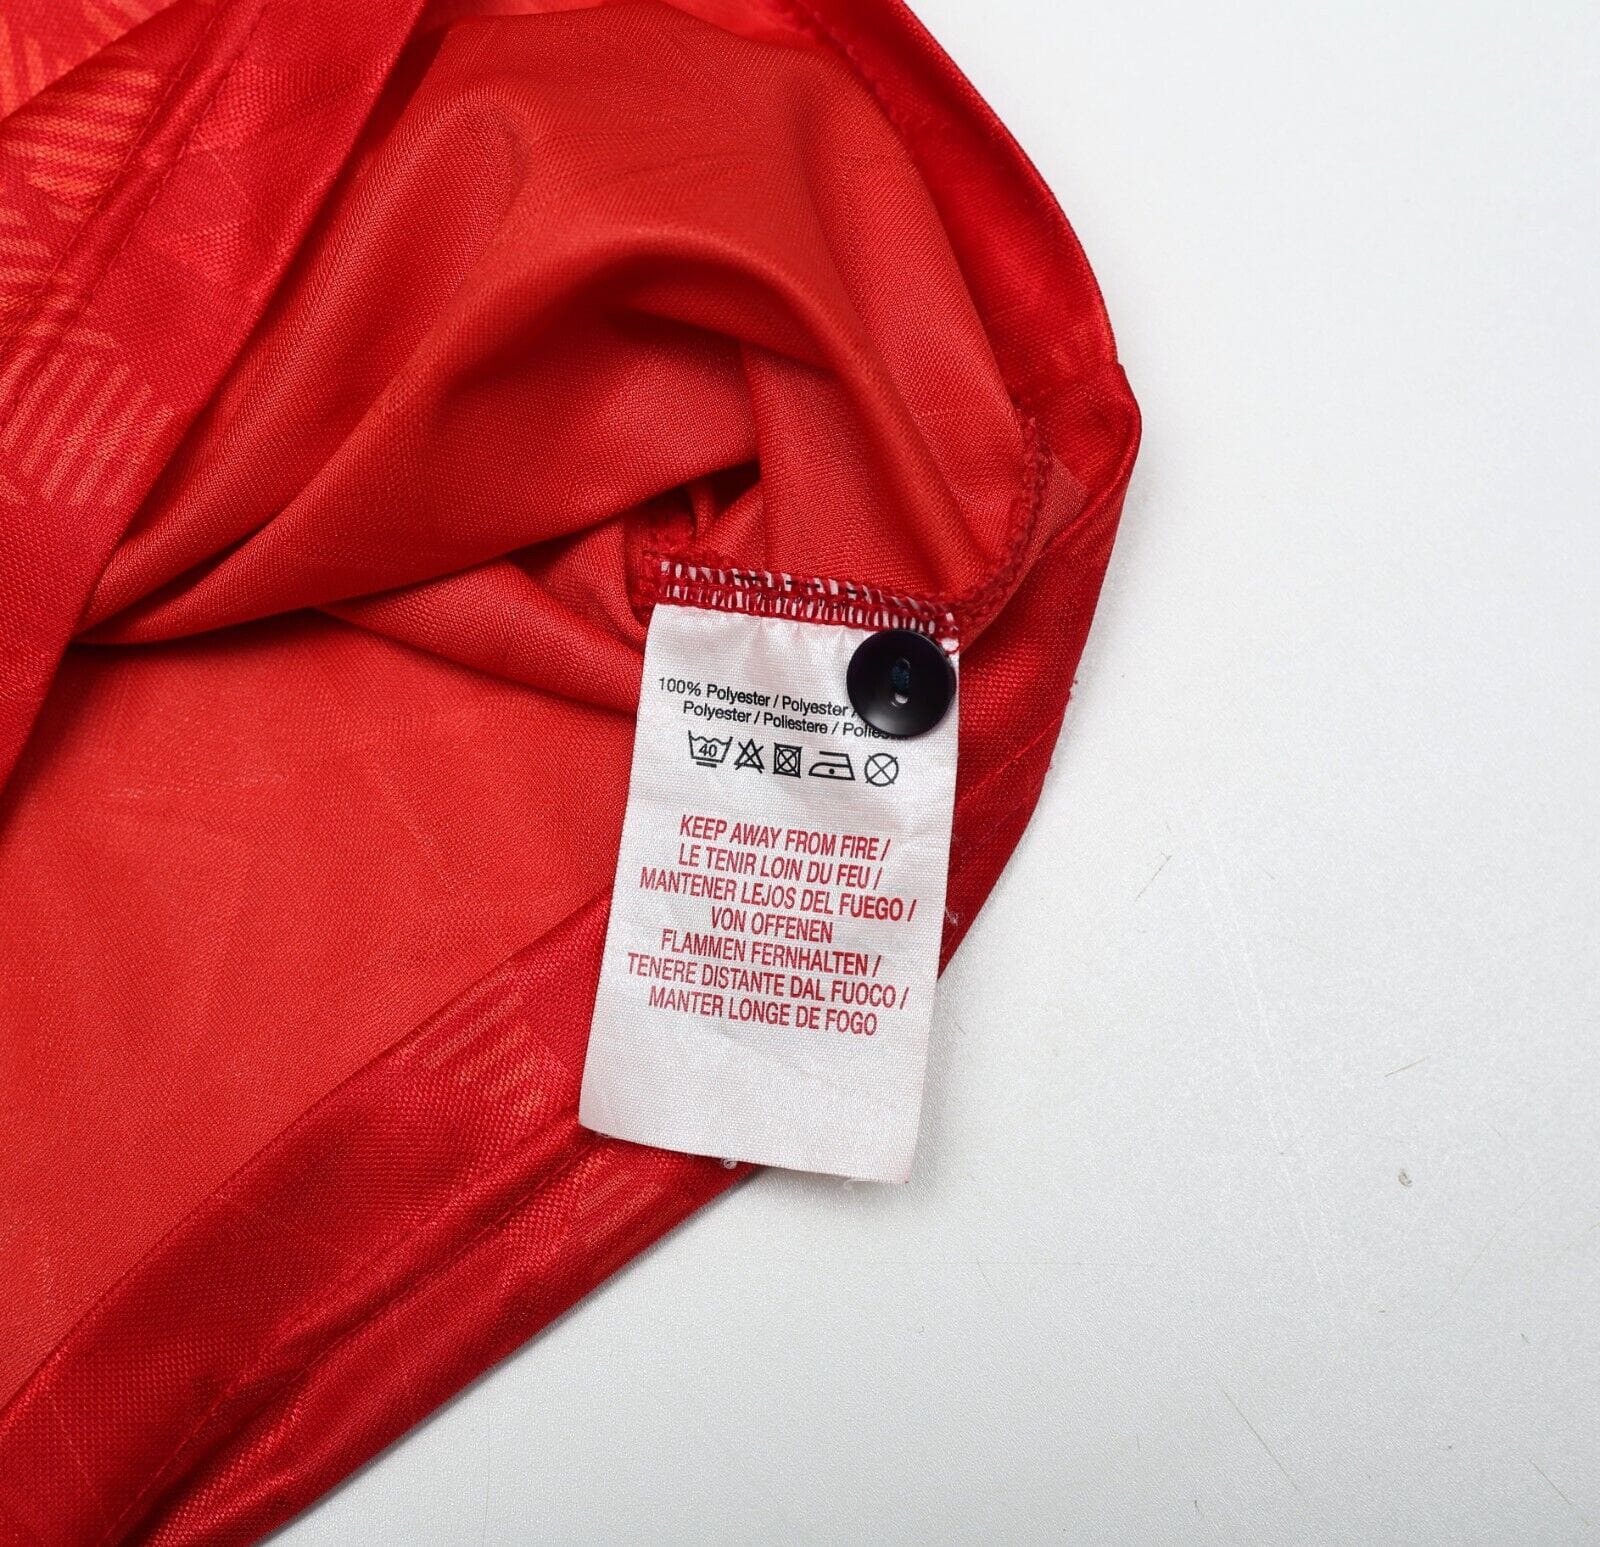 100% Polyester / Polyester /
Polyester / Poliestere /
40
KEEP AWAY FROM FIRE /
LE TENIR LOIN DU FEU /
MANTENER LEJOS DEL FUEGO /
VON OFFENEN
FLAMMEN FERNHALTEN /
TENERE DISTANTE DAL FUOCO /
MANTER LONGE DE FOGO